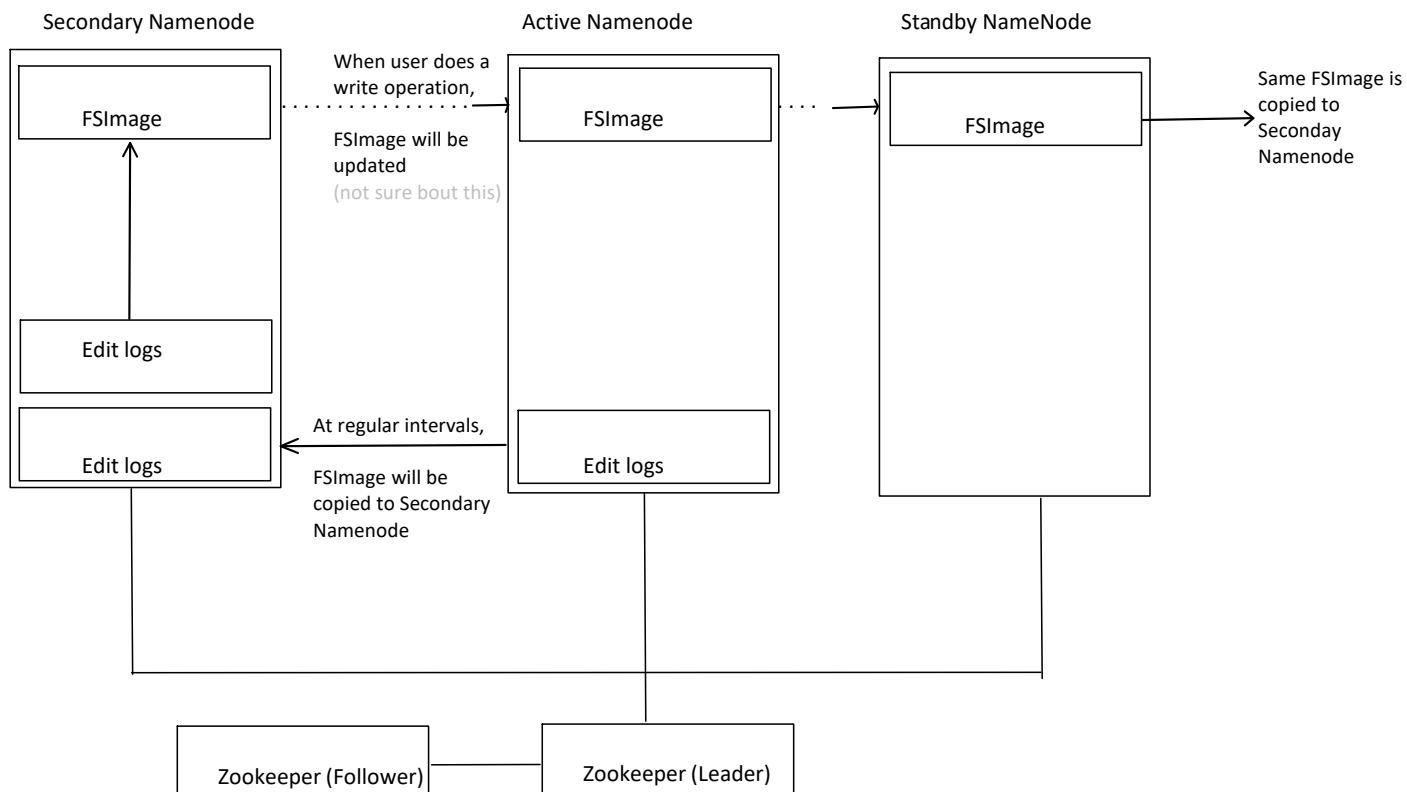 Secondary Namenode
Active Namenode
Standby NameNode
When user does a
write operation,
FSImage will be
updated
(not sure bout this)
FSImage
FSImage
FSImage
Same FSImage is
copied to
Seconday
Namenode
Edit logs
Edit logs
At regular intervals,
FSImage will be
copied to Secondary
Namenode
Edit logs
Zookeeper (Follower)
Zookeeper (Leader)